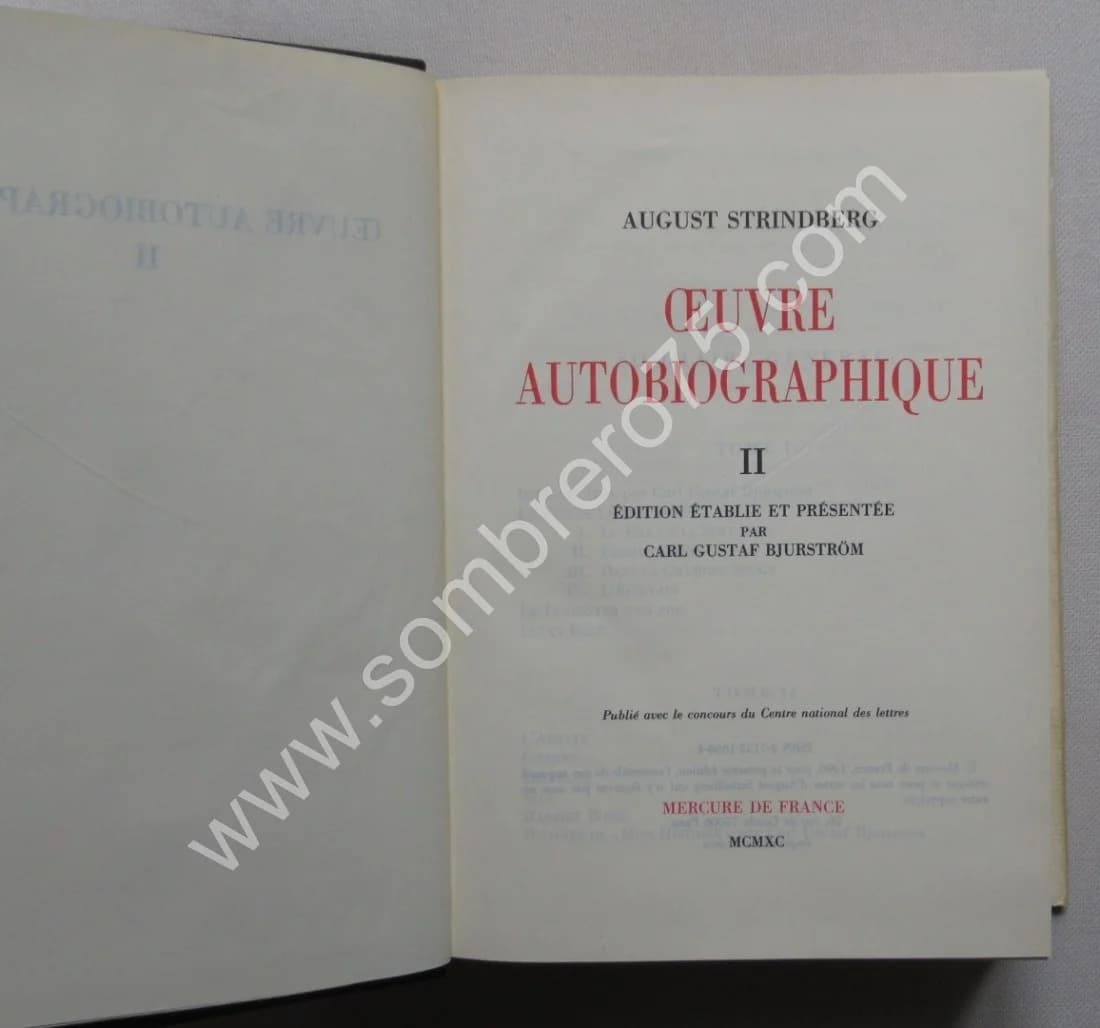 ŒUVRE AUTOBIOGRAP
II
AUGUST STRINDBERG
ŒUVRE
AUTOBIOGRAPHIQUE
II
ÉDITION ÉTABLIE ET PRÉSENTÉE
PAR
CARL GUSTAF BJURSTRÖM
Publié avec le concours du Centre national des lettres
MERCURE DE FRANCE
MCMXC
www.sombrero75.com